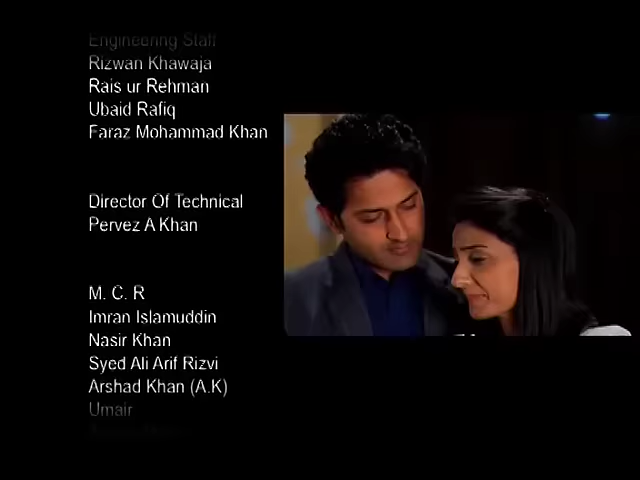 Engineering Staff
Rizwan Khawaja
Rais ur Rehman
Ubaid Rafiq
Faraz Mohammad Khan
Director Of Technical
Pervez A Khan
M. C. R
Imran Islamuddin
Nasir Khan
Syed Ali Arif Rizvi
Arshad Khan (A.K)
Umair